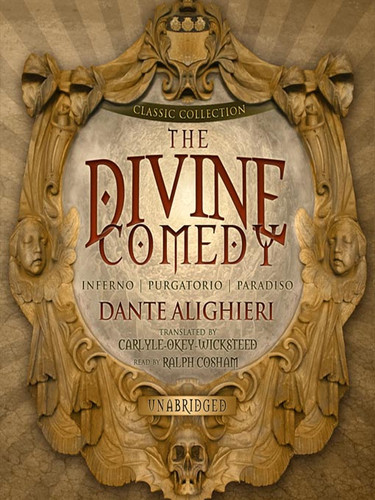 CLASSIC COLLECTION
THE
DIVINE
COMEDY
INFERNO | PURGATORIO | PARADISO
DANTE ALIGHIERI
TRANSLATED BY
CARLYLE-OKEY-WICKSTEED
READ BY RALPH COSHAM
UNABRIDGED